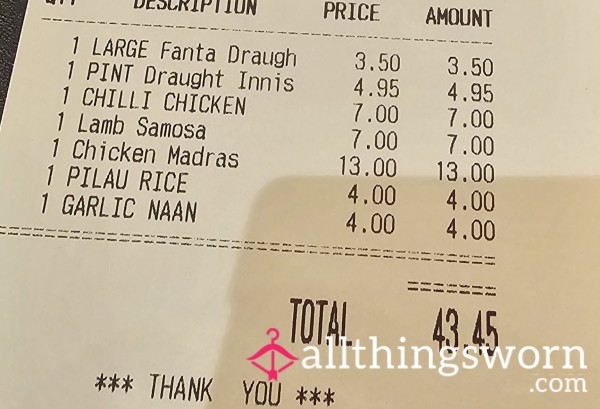 QTY DESCRIPTION PRICE AMOUNT
1 LARGE Fanta Draugh 3.50 3.50
1 PINT Draught Innis 4.95 4.95
1 CHILLI CHICKEN 7.00 7.00
1 Lamb Samosa 7.00 7.00
1 Chicken Madras 13.00 13.00
1 PILAU RICE 4.00 4.00
1 GARLIC NAAN 4.00 4.00
TOTAL 43.45
allthingsworn
.com
*** THANK YOU ***